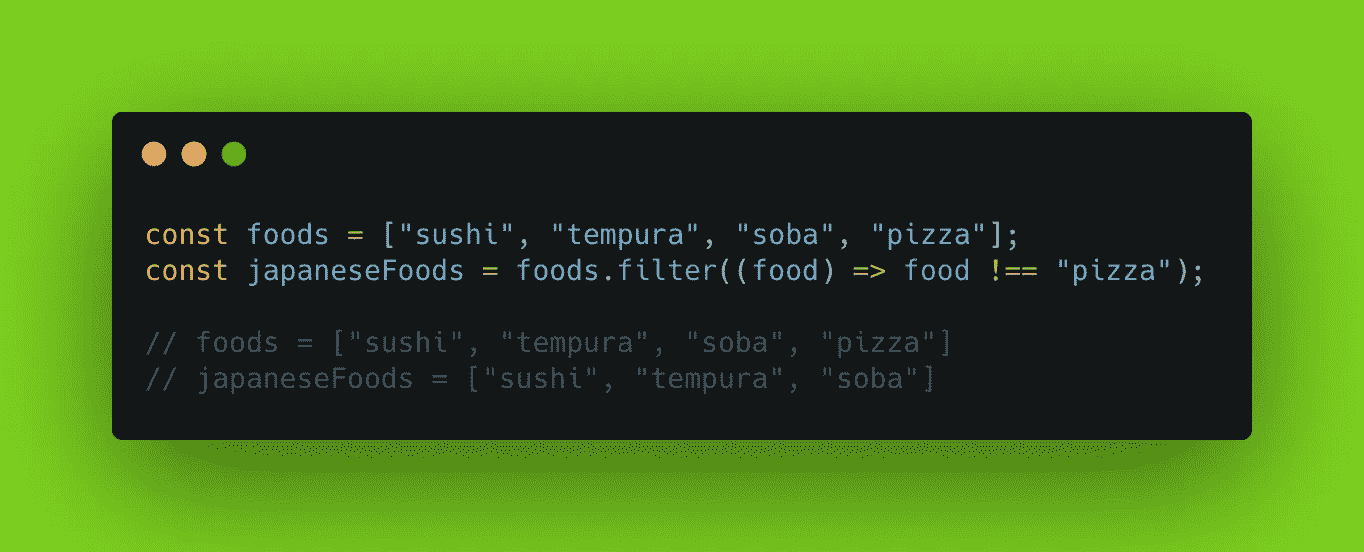 const foods = ["sushi", "tempura", "soba", "pizza"];
const japaneseFoods = foods.filter((food) => food !== "pizza");
// foods = ["sushi", "tempura", "soba", "pizza"]
// japaneseFoods = ["sushi", "tempura", "soba"]